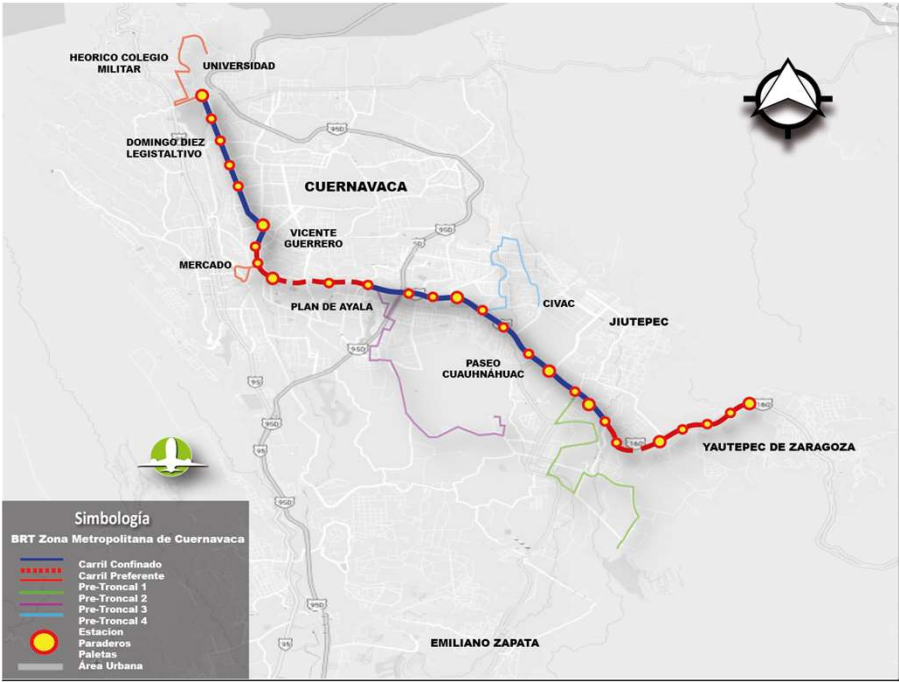 HEORICO COLEGIO
MILITAR
UNIVERSIDAD
95D
DOMINGO DIEZ
LEGISTALTIVO
CUERNAVACA
VICENTE
GUERRERO
95D
MERCADO
PLAN DE AYALA
CIVAC
JIUTEPEC
95D
PASEO
CUAUHNÁHUAC
95
160
160
YAUTEPEC DE ZARAGOZA
95
95D
95D
95
EMILIANO ZAPATA
Simbología
BRT Zona Metropolitana de Cuernavaca
Carril Confinado
Carril Preferente
Pre-Troncal 1
Pre-Troncal 2
Pre-Troncal 3
Pre-Troncal 4
Estacion
Paraderos
Paletas
Área Urbana